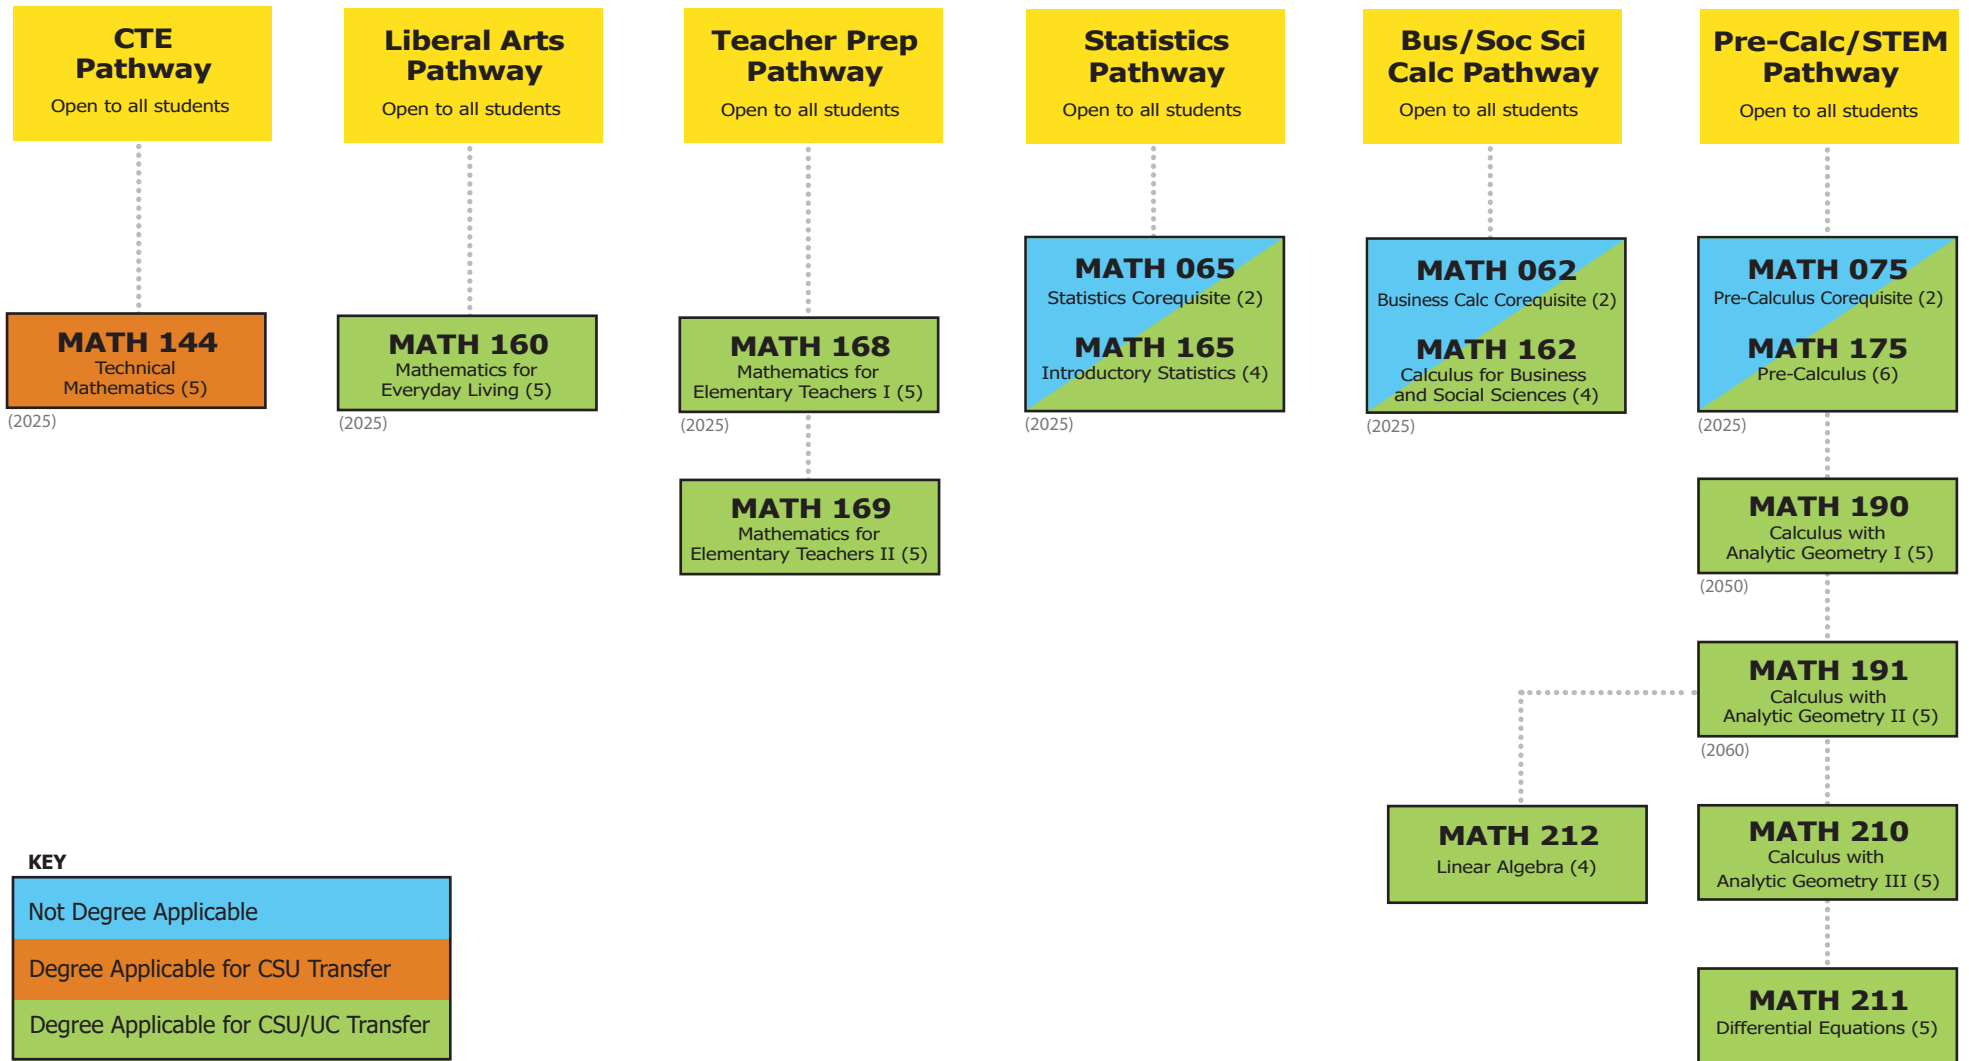 CTE
Pathway
Open to all students
Liberal Arts
Pathway
Open to all students
Teacher Prep
Pathway
Open to all students
Statistics
Pathway
Open to all students
Bus/Soc Sci
Calc Pathway
Open to all students
Pre-Calc/STEM
Pathway
Open to all students
MATH 144
Technical
Mathematics (5)
(2025)
MATH 160
Mathematics for
Everyday Living (5)
(2025)
MATH 168
Mathematics for
Elementary Teachers I (5)
(2025)
MATH 169
Mathematics for
Elementary Teachers II (5)
MATH 065
Statistics Corequisite (2)
MATH 165
Introductory Statistics (4)
(2025)
MATH 062
Business Calc Corequisite (2)
MATH 162
Calculus for Business
and Social Sciences (4)
(2025)
MATH 075
Pre-Calculus Corequisite (2)
MATH 175
Pre-Calculus (6)
(2025)
MATH 190
Calculus with
Analytic Geometry I (5)
(2050)
MATH 191
Calculus with
Analytic Geometry II (5)
(2060)
MATH 212
Linear Algebra (4)
MATH 210
Calculus with
Analytic Geometry III (5)
MATH 211
Differential Equations (5)
KEY
Not Degree Applicable
Degree Applicable for CSU Transfer
Degree Applicable for CSU/UC Transfer